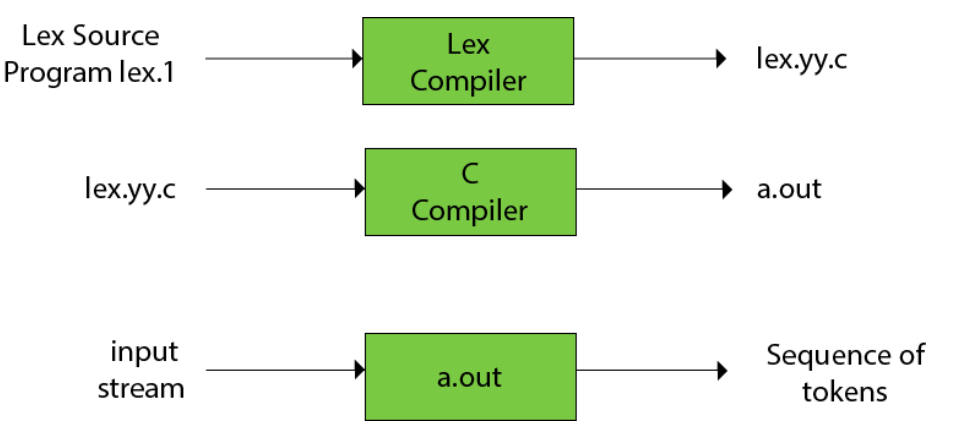 Lex Source
Program lex.1
Lex
Compiler
lex.yy.c
lex.yy.c
C
Compiler
a.out
input
stream
a.out
Sequence of
tokens